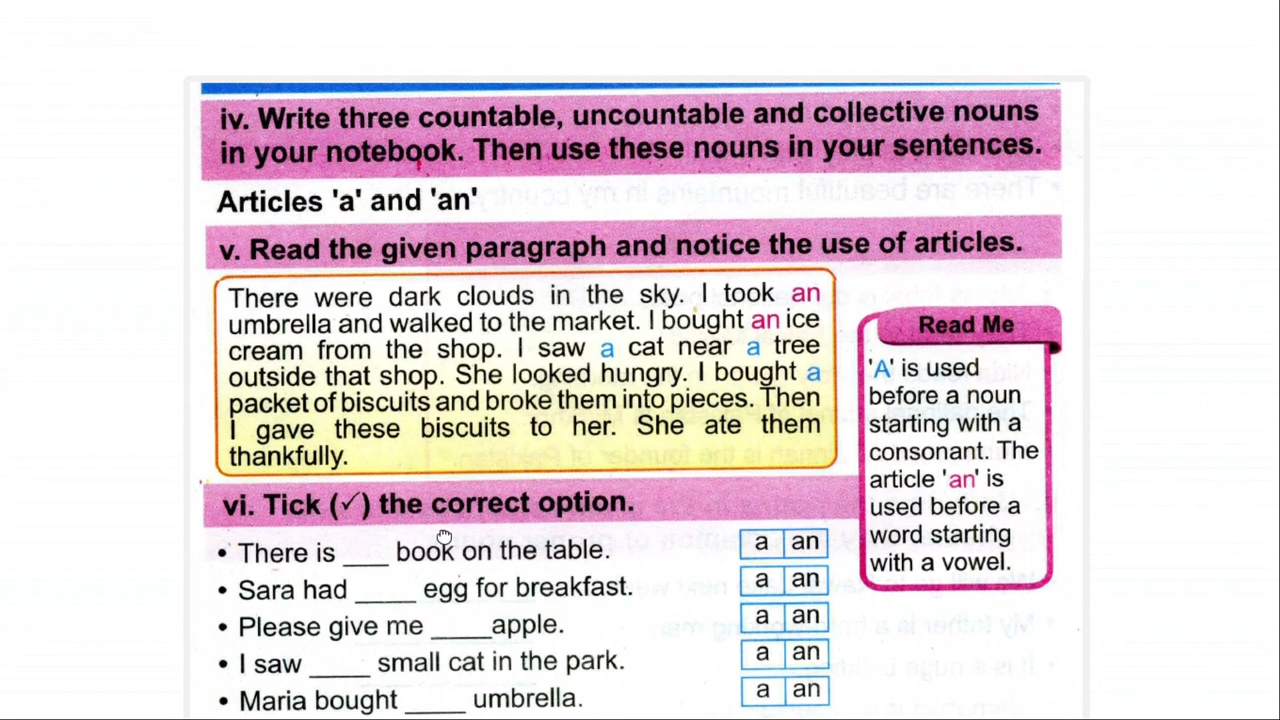 iv. Write three countable, uncountable and collective nouns
in your notebook. Then use these nouns in your sentences.
Articles 'a' and 'an'
v. Read the given paragraph and notice the use of articles.
There were dark clouds in the sky. I took an
umbrella and walked to the market. I bought an ice
cream from the shop. I saw a cat near a tree
outside that shop. She looked hungry. I bought a
packet of biscuits and broke them into pieces. Then
I gave these biscuits to her. She ate them
thankfully.
Read Me
'A' is used
before a noun
starting with a
consonant. The
article 'an' is
used before a
word starting
with a vowel.
vi. Tick (✓) the correct option.
• There is ___ book on the table. a an
• Sara had ____ egg for breakfast. a an
• Please give me ____apple. a an
• I saw ____ small cat in the park. a an
• Maria bought ____ umbrella. a an